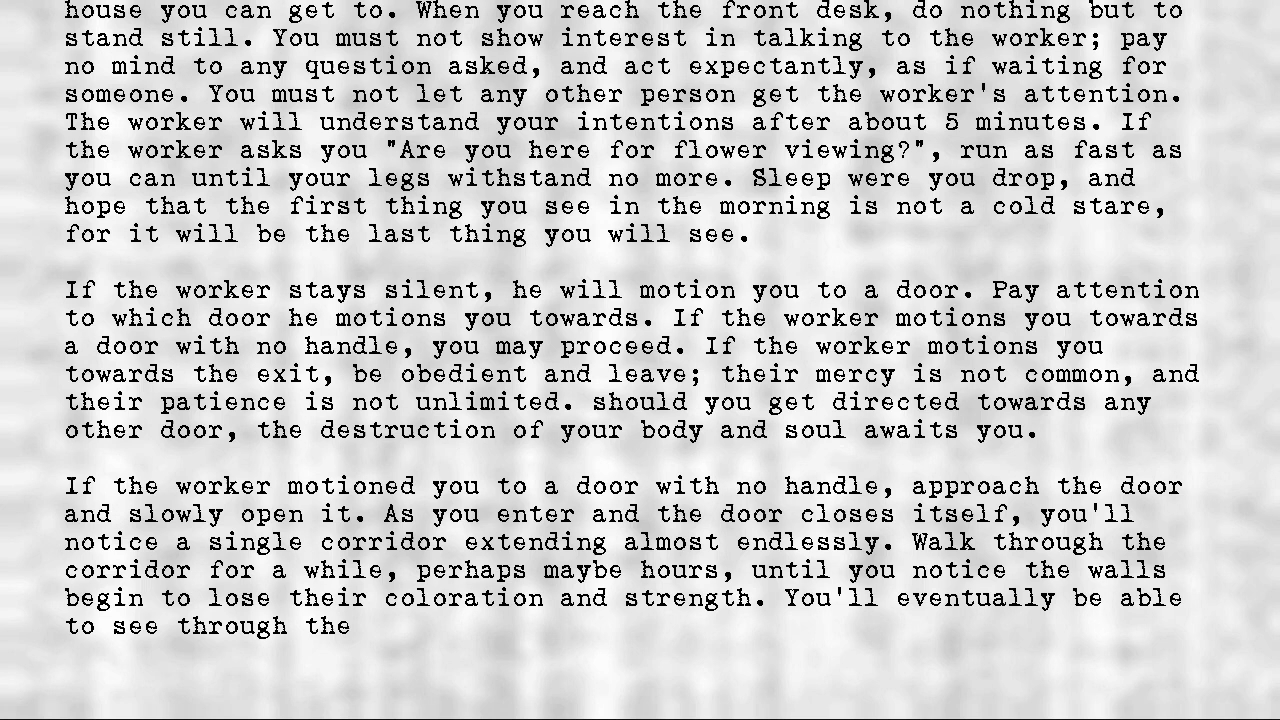 house you can get to. When you reach the front desk, do nothing but to
stand still. You must not show interest in talking to the worker; pay
no mind to any question asked, and act expectantly, as if waiting for
someone. You must not let any other person get the worker's attention.
The worker will understand your intentions after about 5 minutes. If
the worker asks you "Are you here for flower viewing?", run as fast as
you can until your legs withstand no more. Sleep were you drop, and
hope that the first thing you see in the morning is not a cold stare,
for it will be the last thing you will see.

If the worker stays silent, he will motion you to a door. Pay attention
to which door he motions you towards. If the worker motions you towards
a door with no handle, you may proceed. If the worker motions you
towards the exit, be obedient and leave; their mercy is not common, and
their patience is not unlimited. should you get directed towards any
other door, the destruction of your body and soul awaits you.

If the worker motioned you to a door with no handle, approach the door
and slowly open it. As you enter and the door closes itself, you'll
notice a single corridor extending almost endlessly. Walk through the
corridor for a while, perhaps maybe hours, until you notice the walls
begin to lose their coloration and strength. You'll eventually be able
to see through the